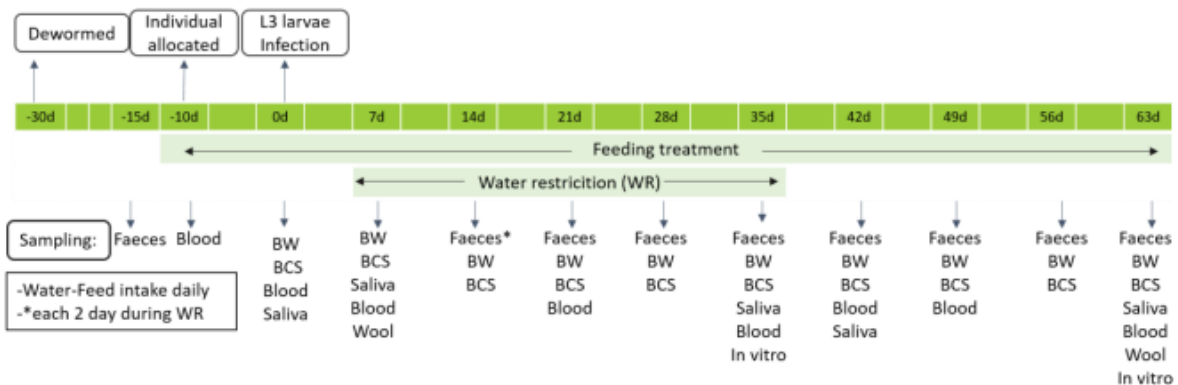 Dewormed
Individual
allocated
L3 larvae
Infection
-30d -15d -10d 0d 7d 14d 21d 28d 35d 42d 49d 56d 63d
Feeding treatment
Water restricition (WR)
Sampling: Faeces Blood
BW
BCS
Blood
Saliva
BW
BCS
Saliva
Blood
Wool
Faeces*
BW
BCS
Faeces
BW
BCS
Blood
Faeces
BW
BCS
Faeces
BW
BCS
Saliva
Blood
In vitro
Faeces
BW
BCS
Blood
Saliva
Faeces
BW
BCS
Blood
Faeces
BW
BCS
Faeces
BW
BCS
Saliva
Blood
Wool
In vitro
-Water-Feed intake daily
-*each 2 day during WR